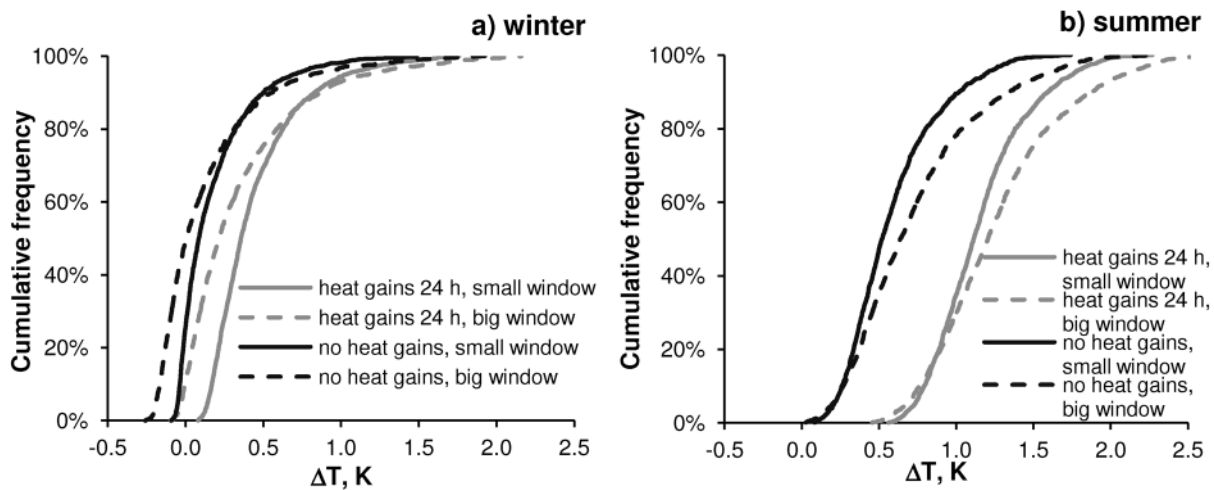 a) winter
100%
80%
60%
40%
20%
0%
Cumulative frequency
heat gains 24 h, small window
heat gains 24 h, big window
no heat gains, small window
no heat gains, big window
-0.5 0.0 0.5 1.0 1.5 2.0 2.5
ΔT, K
b) summer
100%
80%
60%
40%
20%
0%
Cumulative frequency
heat gains 24 h,
small window
heat gains 24 h,
big window
no heat gains,
small window
no heat gains,
big window
-0.5 0.0 0.5 1.0 1.5 2.0 2.5
ΔT, K